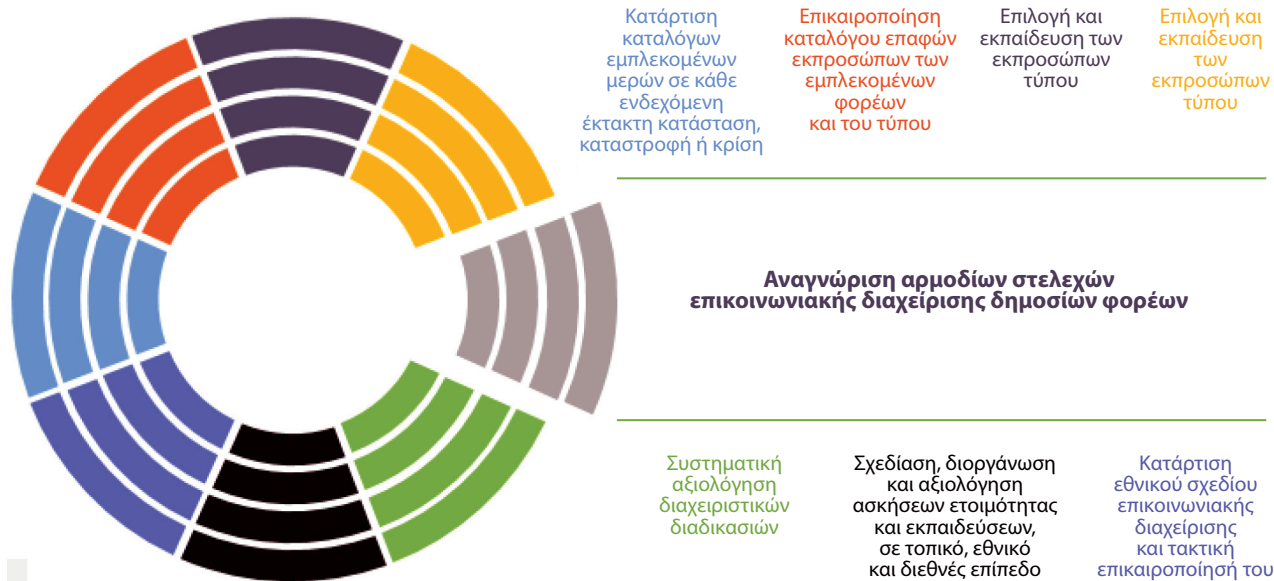 Κατάρτιση
καταλόγων
εμπλεκομένων
μερών σε κάθε
ενδεχόμενη
έκτακτη κατάσταση,
καταστροφή ή κρίση
Επικαιροποίηση
καταλόγου επαφών
εκπροσώπων των
εμπλεκομένων
φορέων
και του τύπου
Επιλογή και
εκπαίδευση των
εκπροσώπων
τύπου
Επιλογή και
εκπαίδευση
των
εκπροσώπων
τύπου
Αναγνώριση αρμοδίων στελεχών
επικοινωνιακής διαχείρισης δημοσίων φορέων
Συστηματική
αξιολόγηση
διαχειριστικών
διαδικασιών
Σχεδίαση, διοργάνωση
και αξιολόγηση
ασκήσεων ετοιμότητας
και εκπαιδεύσεων,
σε τοπικό, εθνικό
και διεθνές επίπεδο
Κατάρτιση
εθνικού σχεδίου
επικοινωνιακής
διαχείρισης
και τακτική
επικαιροποίησή του